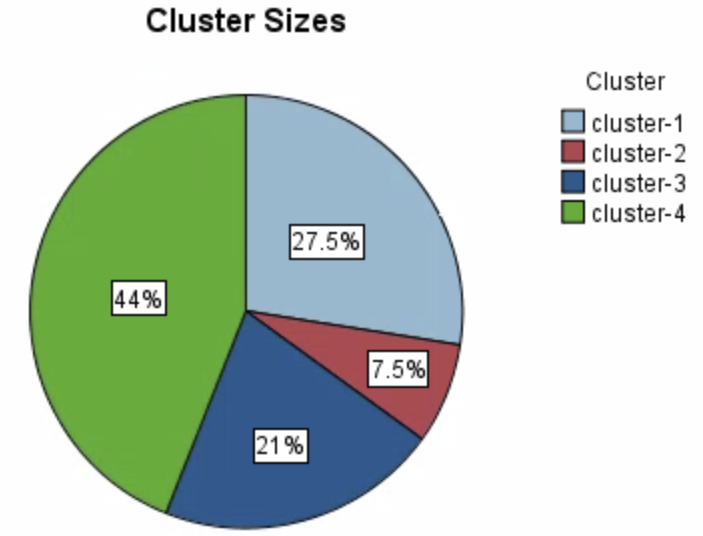 Cluster Sizes
Cluster
cluster-1
cluster-2
cluster-3
cluster-4
27.5%
44%
7.5%
21%